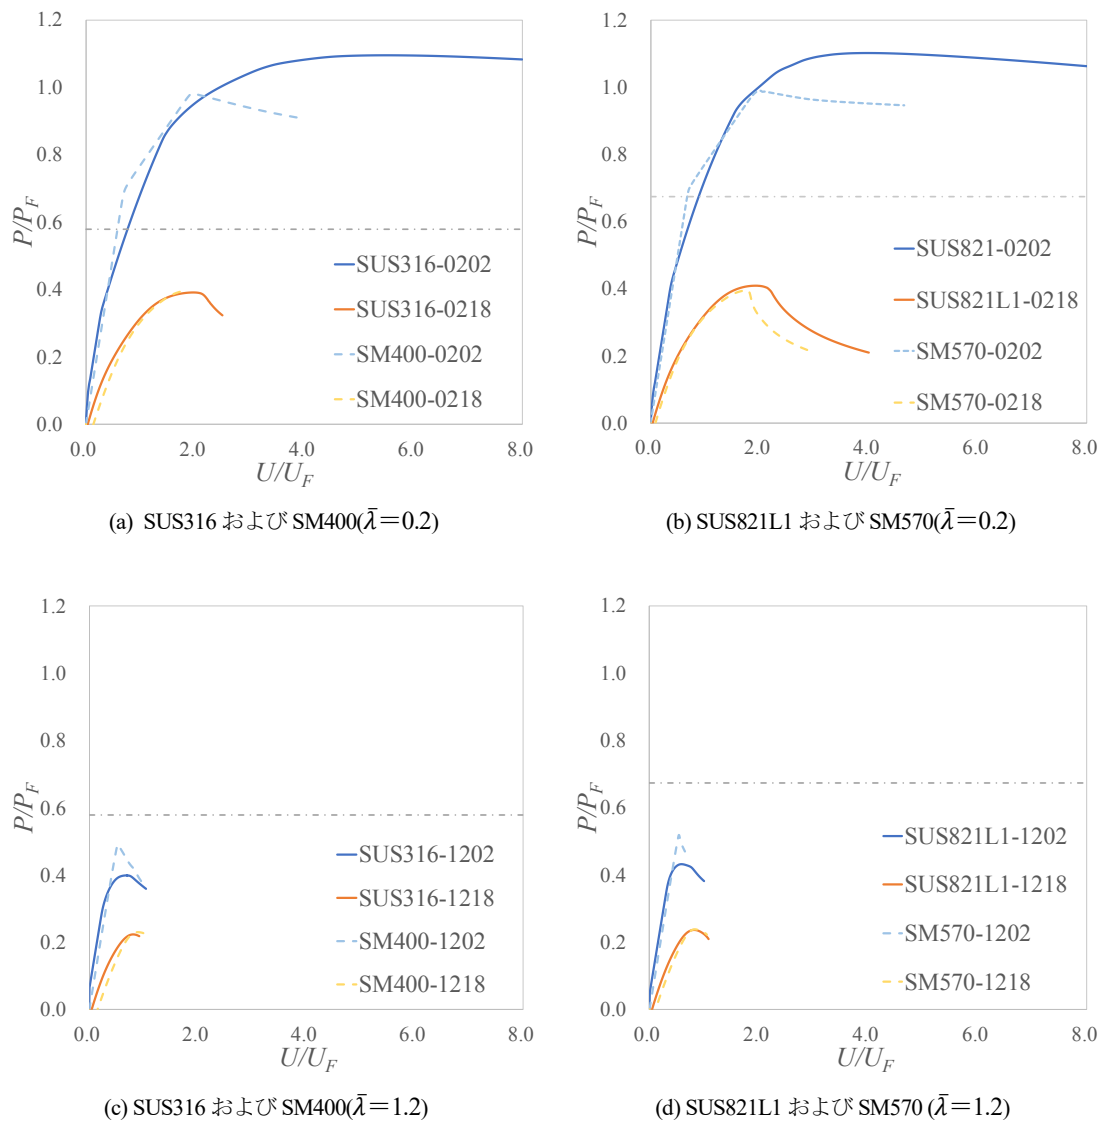 1.2
1.0
0.8
0.6
0.4
0.2
0.0
P/P_F
SUS316-0202
SUS316-0218
SM400-0202
SM400-0218
0.0 2.0 4.0 6.0 8.0
U/U_F
(a) SUS316 および SM400(λ̄=0.2)
1.2
1.0
0.8
0.6
0.4
0.2
0.0
P/P_F
SUS821-0202
SUS821L1-0218
SM570-0202
SM570-0218
0.0 2.0 4.0 6.0 8.0
U/U_F
(b) SUS821L1 および SM570(λ̄=0.2)
1.2
1.0
0.8
0.6
0.4
0.2
0.0
P/P_F
SUS316-1202
SUS316-1218
SM400-1202
SM400-1218
0.0 2.0 4.0 6.0 8.0
U/U_F
(c) SUS316 および SM400(λ̄=1.2)
1.2
1.0
0.8
0.6
0.4
0.2
0.0
P/P_F
SUS821L1-1202
SUS821L1-1218
SM570-1202
SM570-1218
0.0 2.0 4.0 6.0 8.0
U/U_F
(d) SUS821L1 および SM570 (λ̄=1.2)